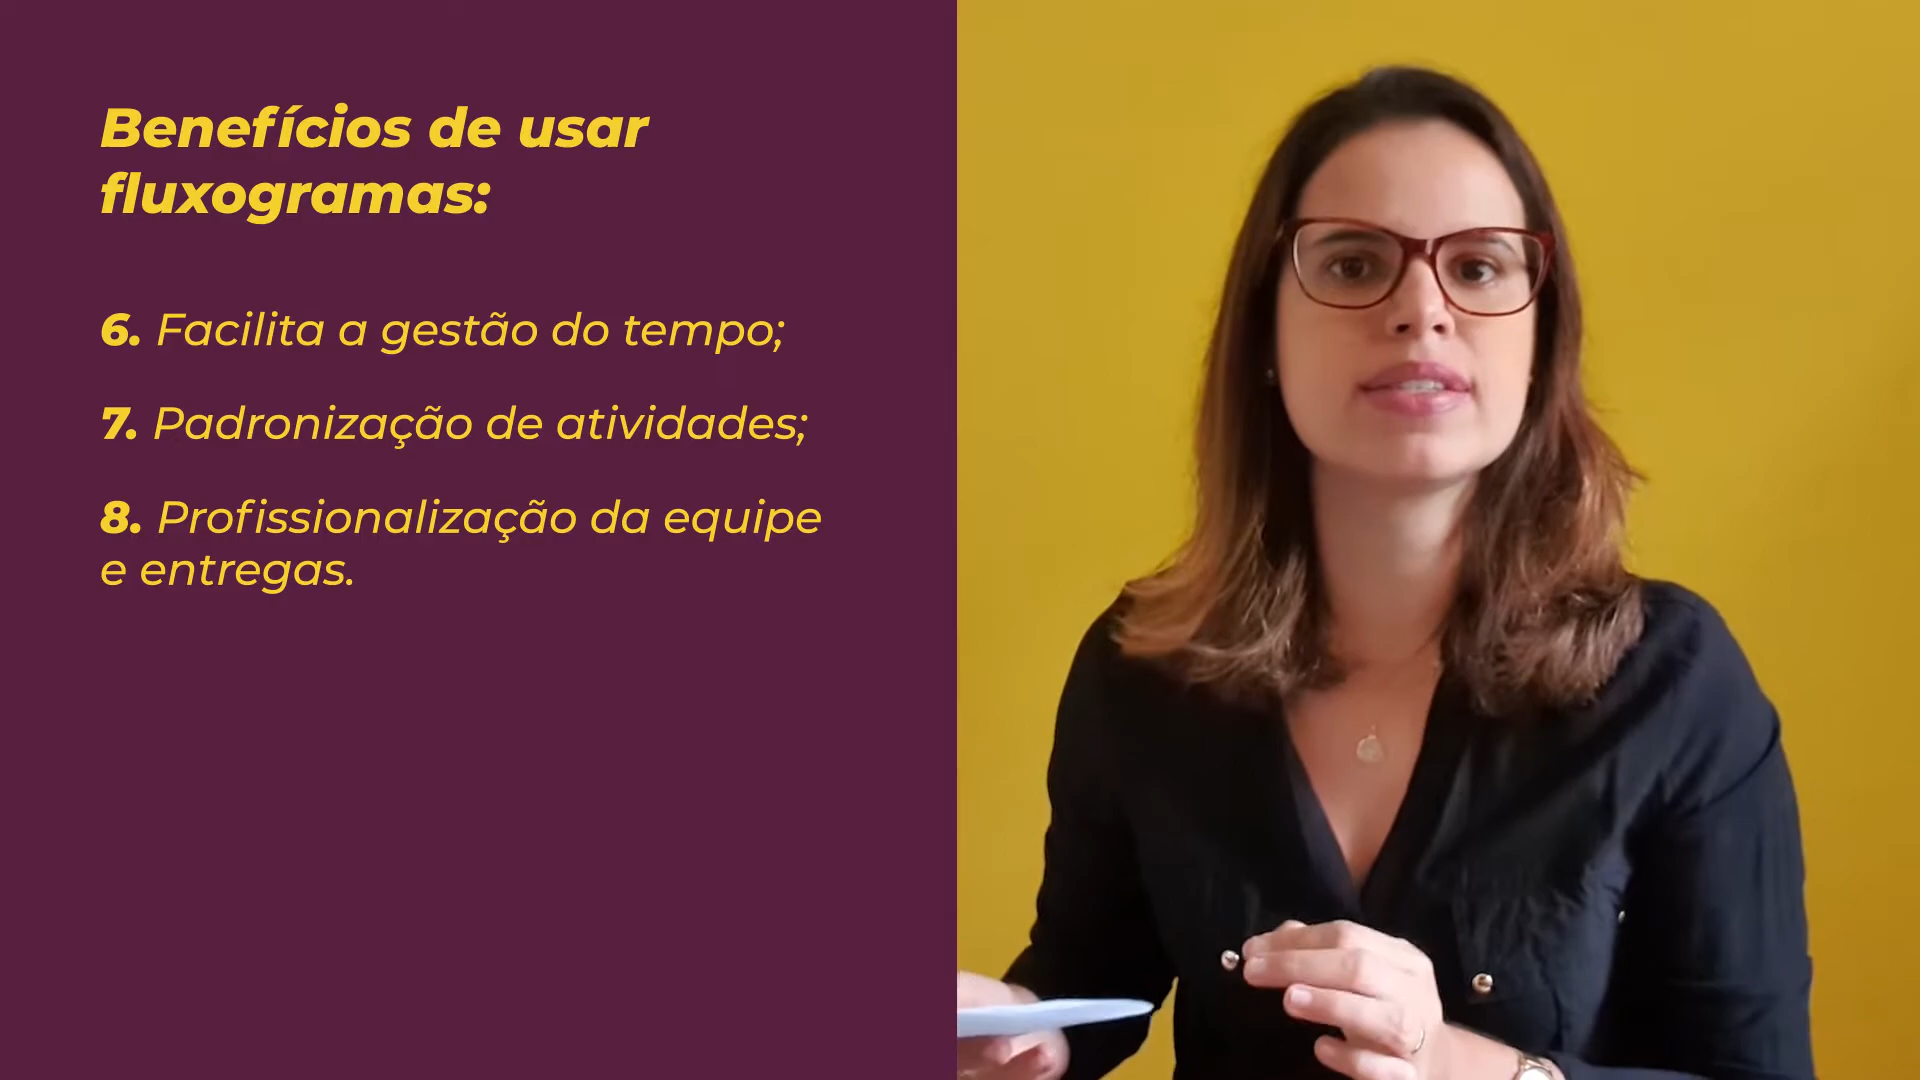 Benefícios de usar
fluxogramas:
6. Facilita a gestão do tempo;
7. Padronização de atividades;
8. Profissionalização da equipe
e entregas.